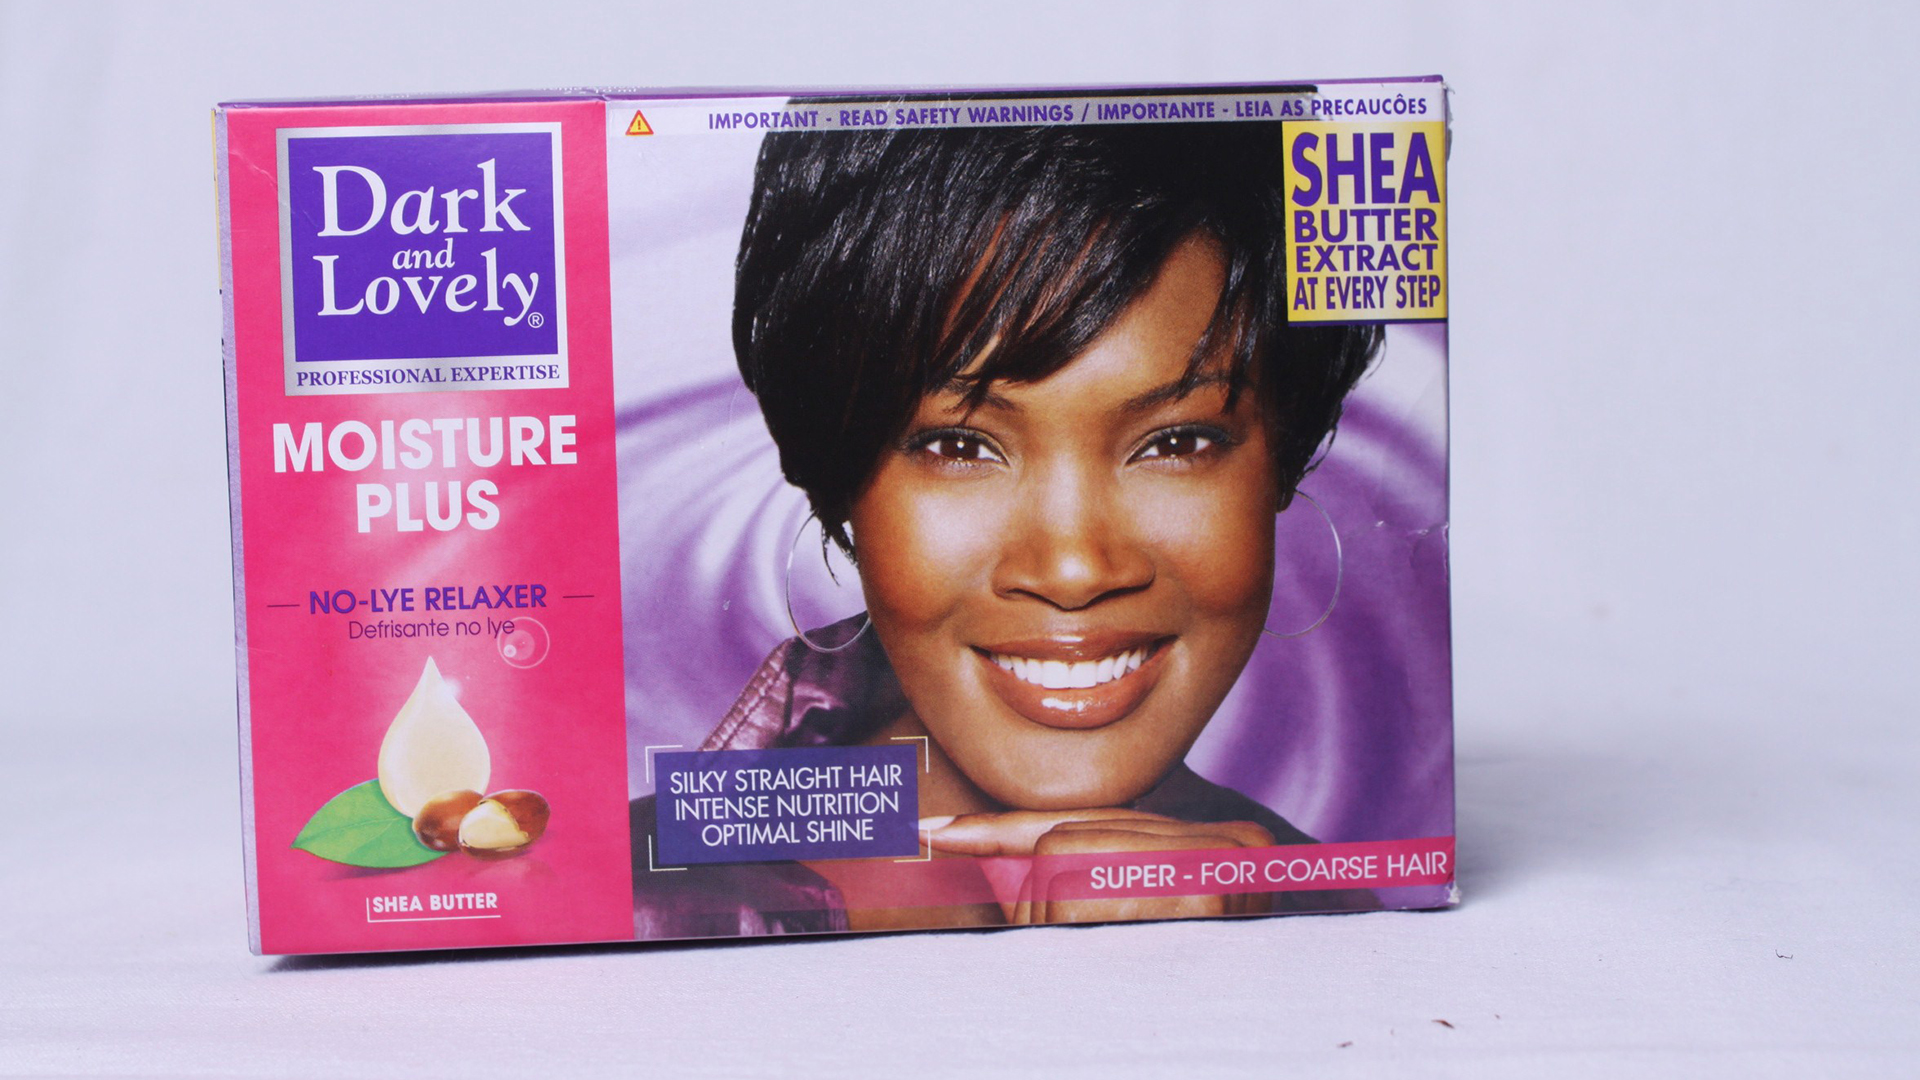 IMPORTANT - READ SAFETY WARNINGS / IMPORTANTE - LEIA AS PRECAUCÔES
Dark
and
Lovely®
PROFESSIONAL EXPERTISE
MOISTURE
PLUS
NO-LYE RELAXER
Defrisante no lye
SHEA BUTTER
SHEA
BUTTER
EXTRACT
AT EVERY STEP
SILKY STRAIGHT HAIR
INTENSE NUTRITION
OPTIMAL SHINE
SUPER - FOR COARSE HAIR